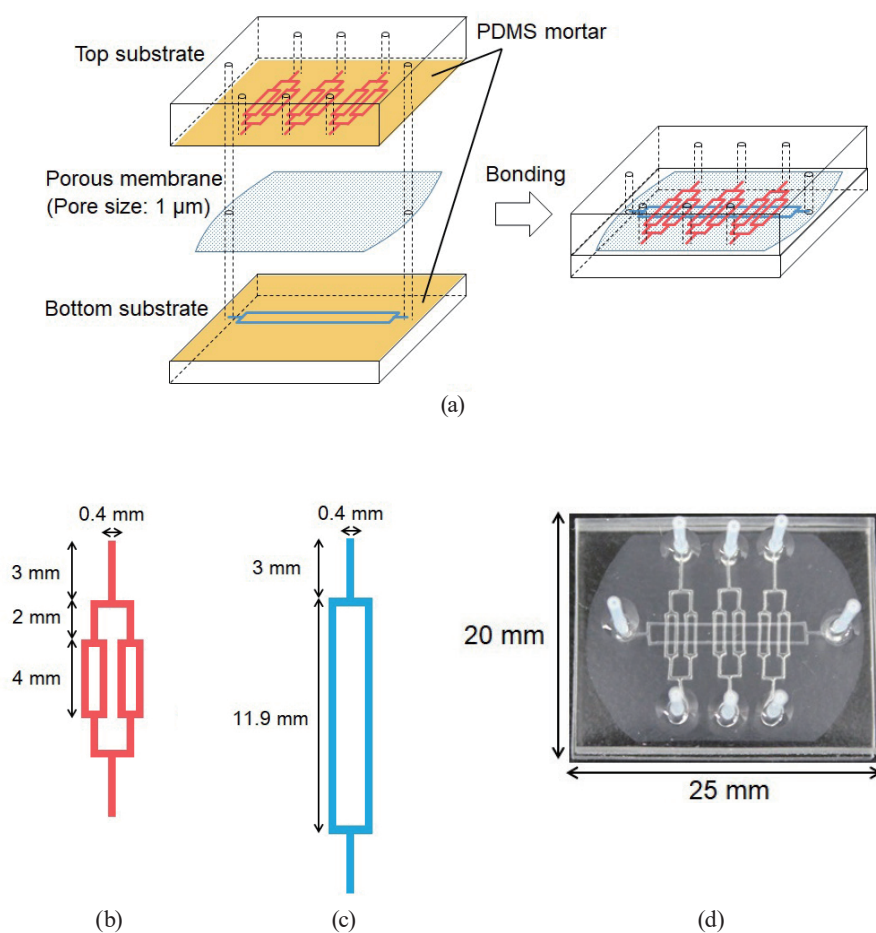 PDMS mortar
Top substrate
Porous membrane
(Pore size: 1 µm)
Bonding
Bottom substrate
(a)
0.4 mm
3 mm
2 mm
4 mm
0.4 mm
3 mm
11.9 mm
20 mm
25 mm
(b)
(c)
(d)